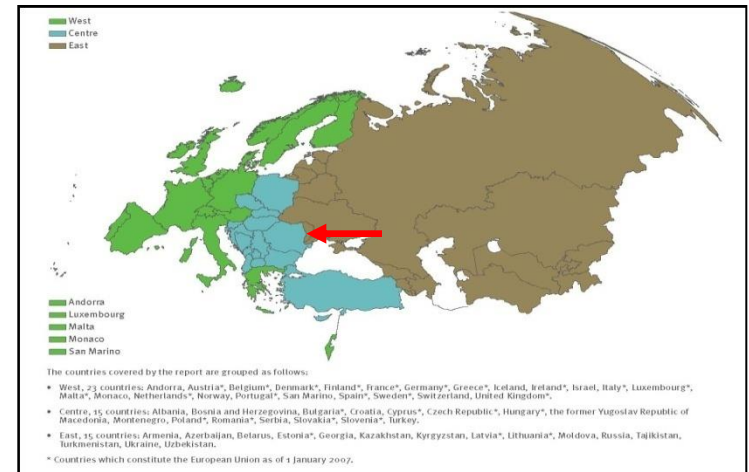 West
Centre
East
Andorra
Luxembourg
Malta
Monaco
San Marino
The countries covered by the report are grouped as follows:
• West, 23 countries: Andorra, Austria*, Belgium*, Denmark*, Finland*, France*, Germany*, Greece*, Iceland, Ireland*, Israel, Italy*, Luxembourg*,
Malta*, Monaco, Netherlands*, Norway, Portugal*, San Marino, Spain*, Sweden*, Switzerland, United Kingdom*.
• Centre, 15 countries: Albania, Bosnia and Herzegovina, Bulgaria*, Croatia, Cyprus*, Czech Republic*, Hungary*, the former Yugoslav Republic of
Macedonia, Montenegro, Poland*, Romania*, Serbia, Slovakia*, Slovenia*, Turkey.
• East, 15 countries: Armenia, Azerbaijan, Belarus, Estonia*, Georgia, Kazakhstan, Kyrgyzstan, Latvia*, Lithuania*, Moldova, Russia, Tajikistan,
Turkmenistan, Ukraine, Uzbekistan.
* Countries which constitute the European Union as of 1 January 2007.